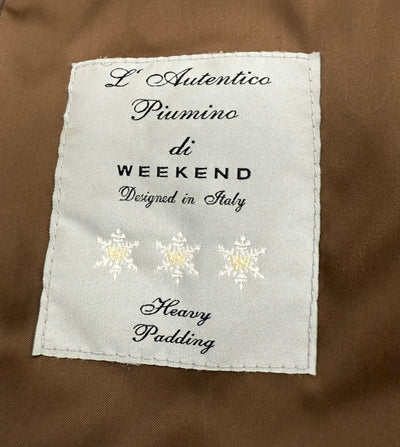 L' Autentico
Piumino
di
WEEKEND
Designed in Italy
W W W
Heavy
Padding